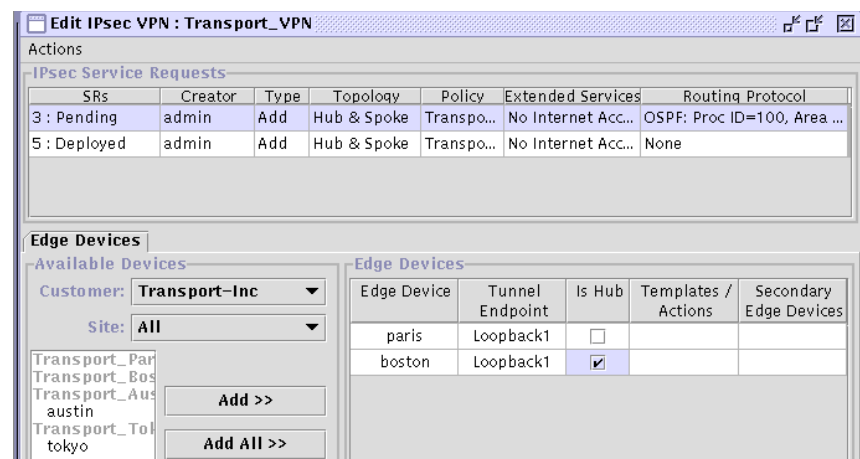 Edit IPsec VPN : Transport_VPN
Actions
IPsec Service Requests
SRs Creator Type Topology Policy Extended Services Routing Protocol
3 : Pending admin Add Hub & Spoke Transpo... No Internet Acc... OSPF: Proc ID=100, Area ...
5 : Deployed admin Add Hub & Spoke Transpo... No Internet Acc... None
Edge Devices
Available Devices
Customer: Transport-Inc
Site: All
Transport_Par
Transport_Bos
Transport_Aus
austin
Transport_Tok
tokyo
Add >>
Add All >>
Edge Devices
Edge Device Tunnel Endpoint Is Hub Templates / Actions Secondary Edge Devices
paris Loopback1
boston Loopback1